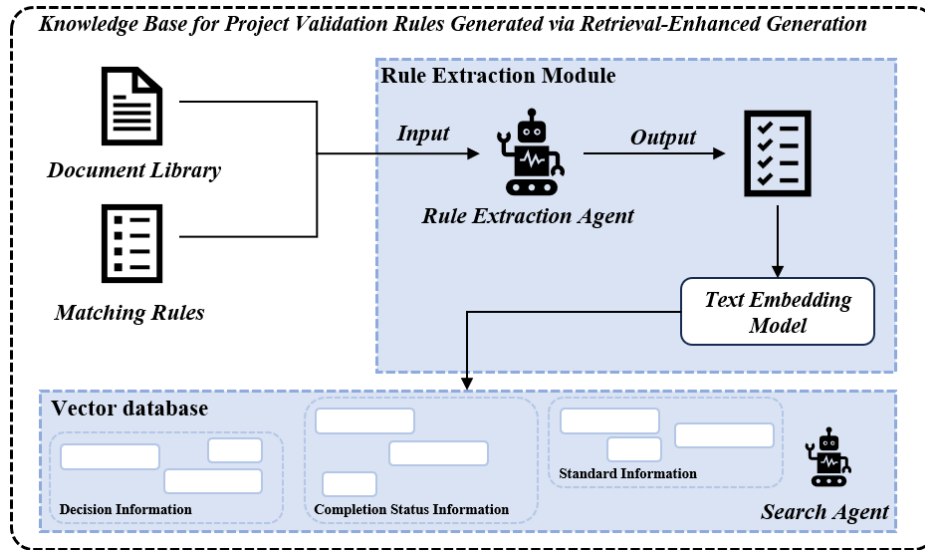 Knowledge Base for Project Validation Rules Generated via Retrieval-Enhanced Generation
Rule Extraction Module
Document Library
Input
Output
Rule Extraction Agent
Matching Rules
Text Embedding
Model
Vector database
Decision Information
Completion Status Information
Standard Information
Search Agent